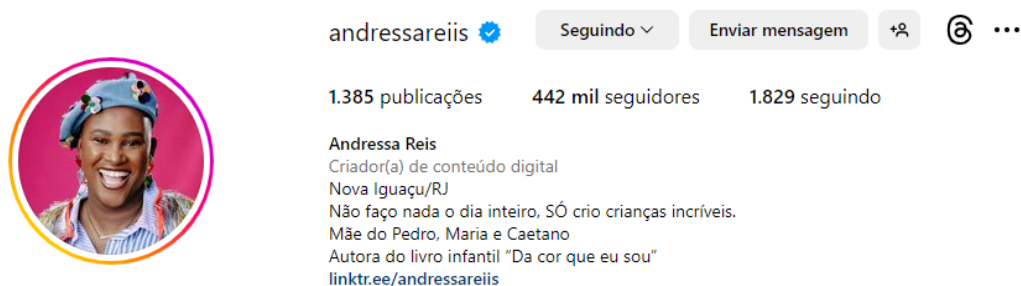 andressareiis Seguindo Enviar mensagem
1.385 publicações 442 mil seguidores 1.829 seguindo
Andressa Reis
Criador(a) de conteúdo digital
Nova Iguaçu/RJ
Não faço nada o dia inteiro, SÓ crio crianças incríveis.
Mãe do Pedro, Maria e Caetano
Autora do livro infantil “Da cor que eu sou”
linktr.ee/andressareiis